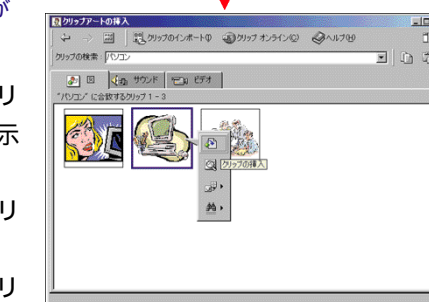 が
リ
示
リ
リ
クリップアートの挿入
クリップのインポート(I) クリップ オンライン(C) ヘルプ(H)
クリップの検索: パソコン
図 サウンド ビデオ
"パソコン" に合致するクリップ 1 - 3
クリップの挿入